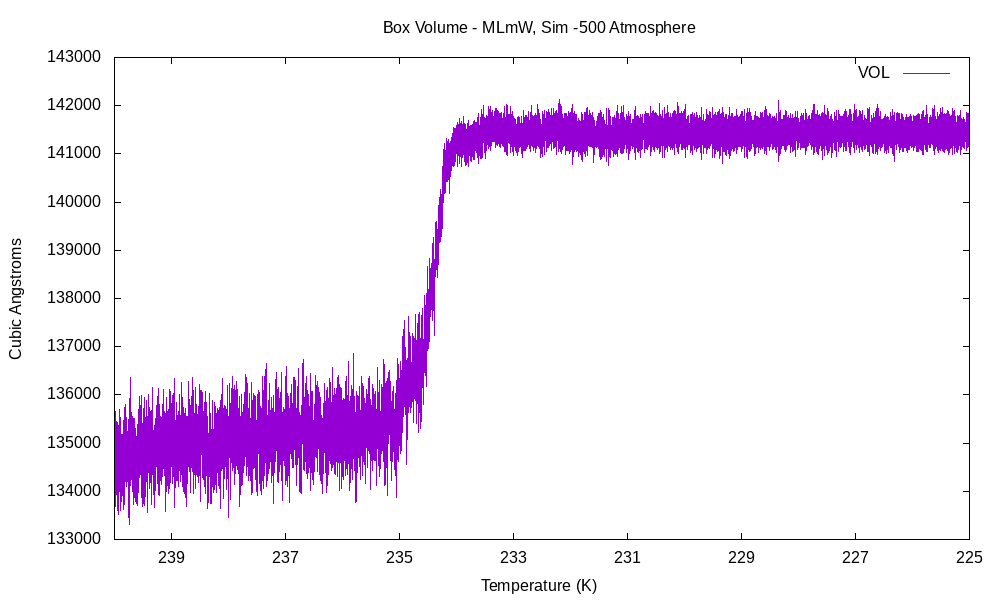 Box Volume - MLmW, Sim -500 Atmosphere
VOL
143000
142000
141000
140000
139000
138000
137000
136000
135000
134000
133000
Cubic Angstroms
239 237 235 233 231 229 227 225
Temperature (K)